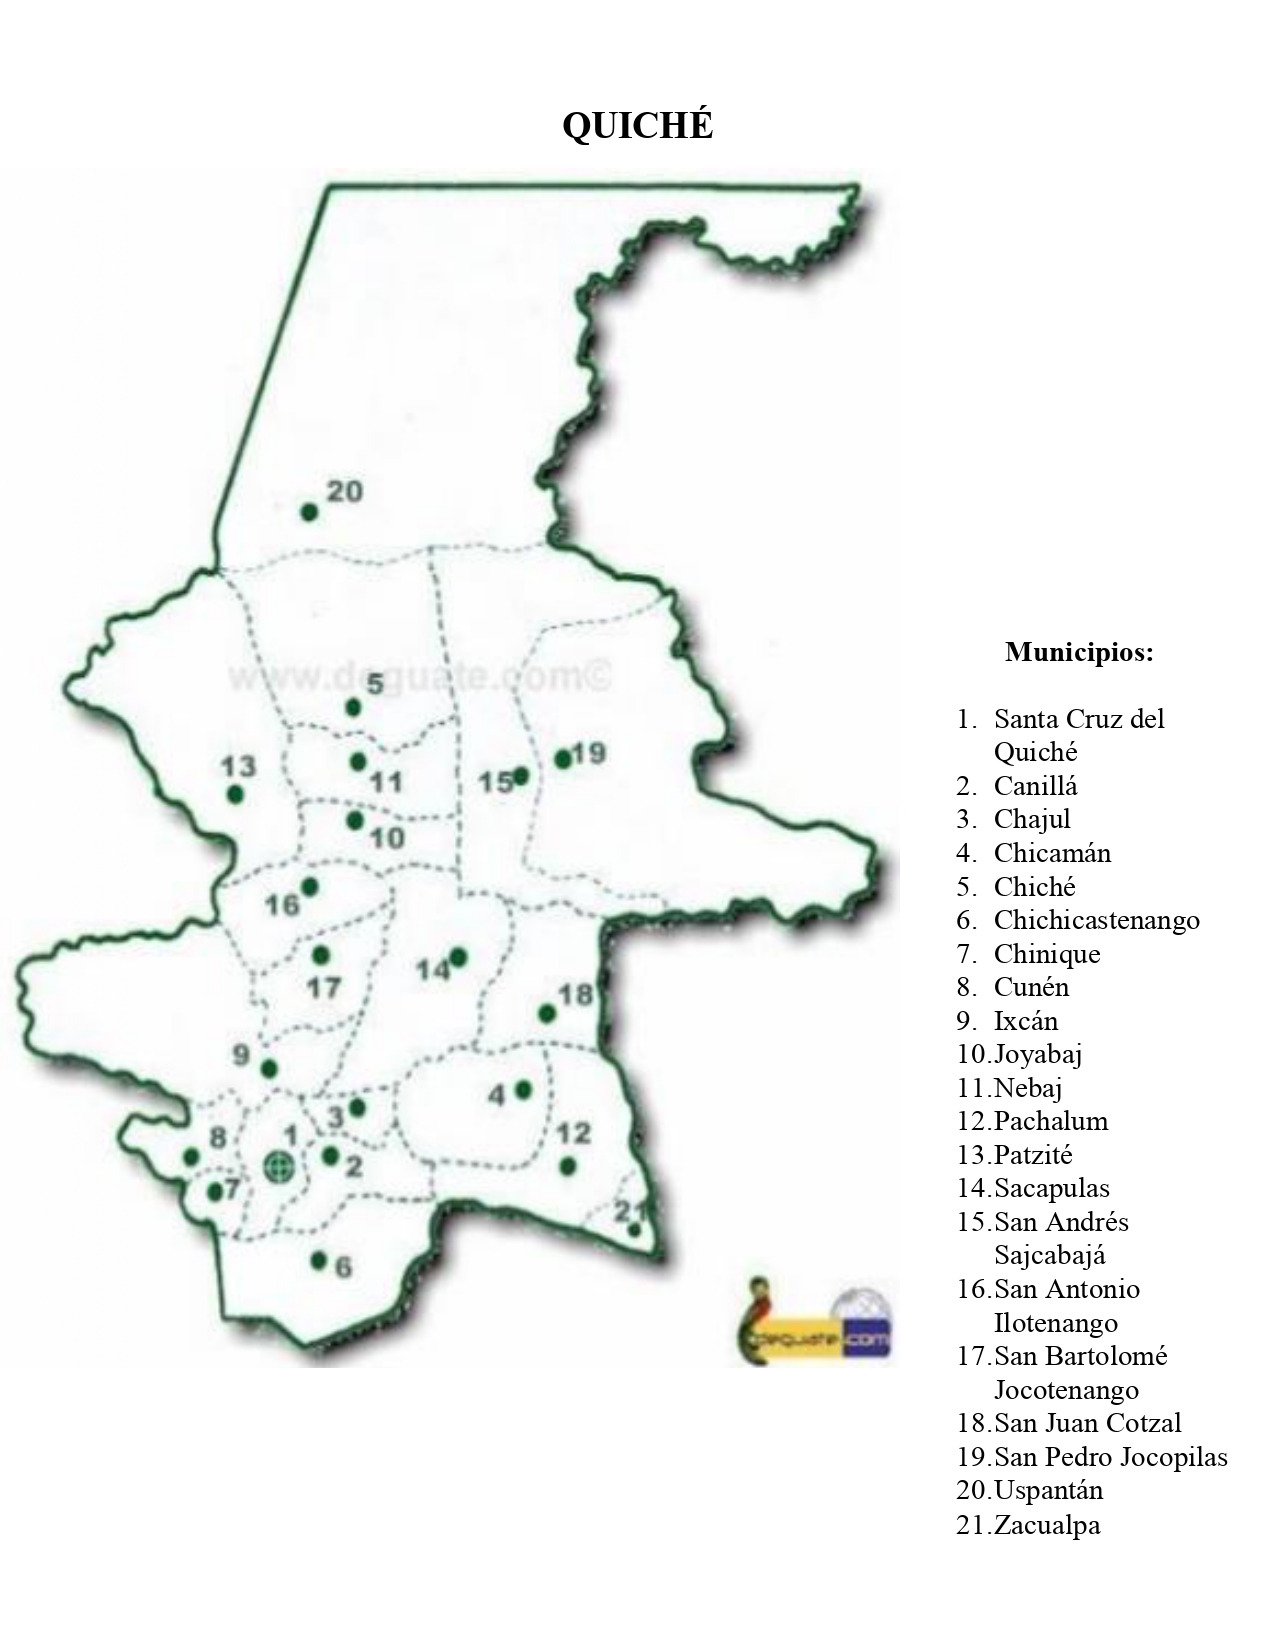 QUICHÉ
20
www.deguate.com©
5
13
11
15
19
10
16
17
14
18
9
4
3
8
1
2
12
7
21
6
deguate.com
Municipios:
1. Santa Cruz del
Quiché
2. Canillá
3. Chajul
4. Chicamán
5. Chiché
6. Chichicastenango
7. Chinique
8. Cunén
9. Ixcán
10. Joyabaj
11. Nebaj
12. Pachalum
13. Patzité
14. Sacapulas
15. San Andrés
Sajcabajá
16. San Antonio
Ilotenango
17. San Bartolomé
Jocotenango
18. San Juan Cotzal
19. San Pedro Jocopilas
20. Uspantán
21. Zacualpa